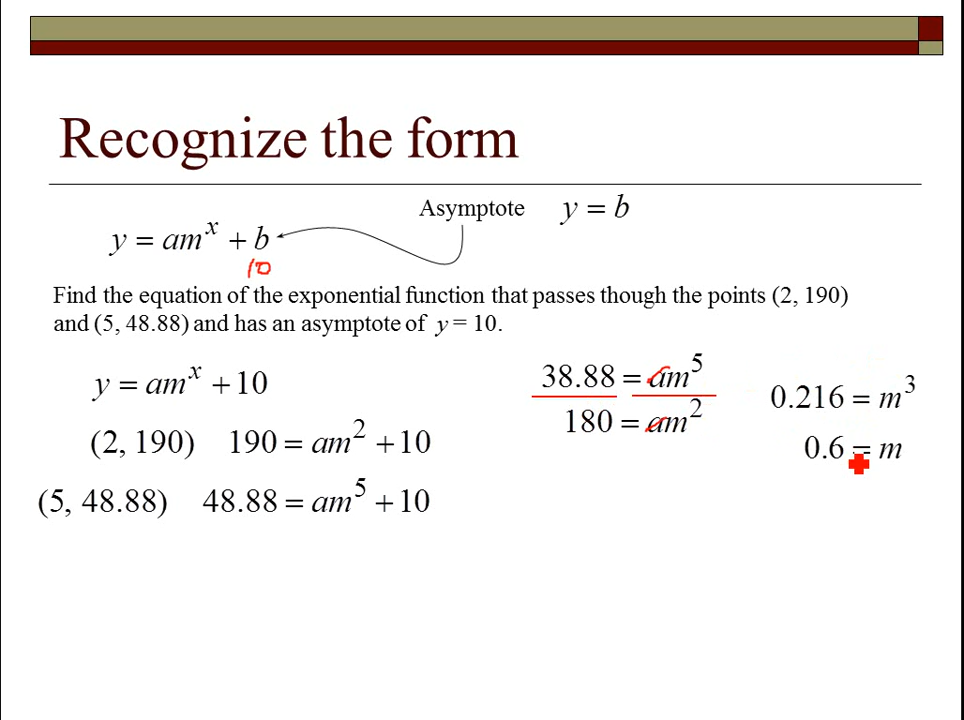 Recognize the form
Asymptote y = b
y = am^x + b
10
Find the equation of the exponential function that passes though the points (2, 190)
and (5, 48.88) and has an asymptote of y = 10.
y = am^x + 10
(2, 190) 190 = am^2 + 10
(5, 48.88) 48.88 = am^5 + 10
38.88 = am^5
180 = am^2
0.216 = m^3
0.6 = m